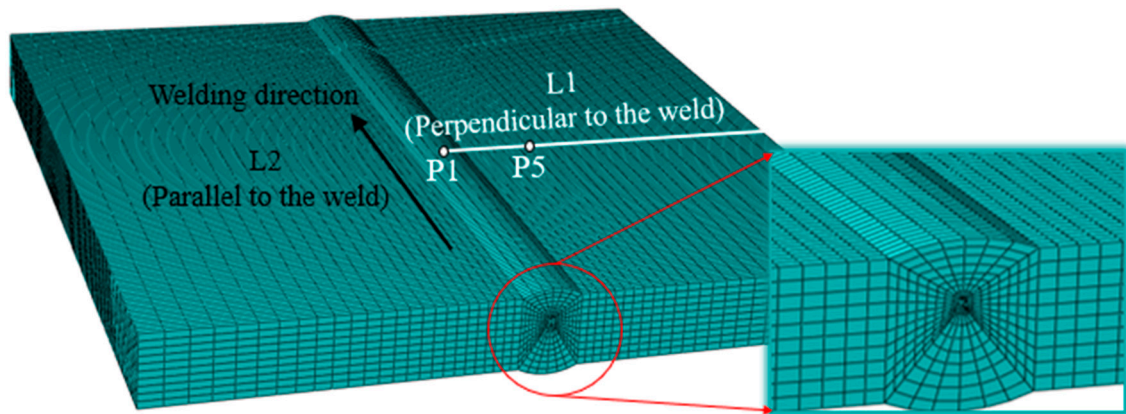 Welding direction
L2
(Parallel to the weld)
L1
(Perpendicular to the weld)
P1
P5